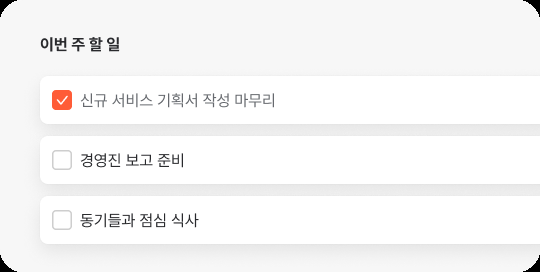 이번 주 할 일
신규 서비스 기획서 작성 마무리
경영진 보고 준비
동기들과 점심 식사